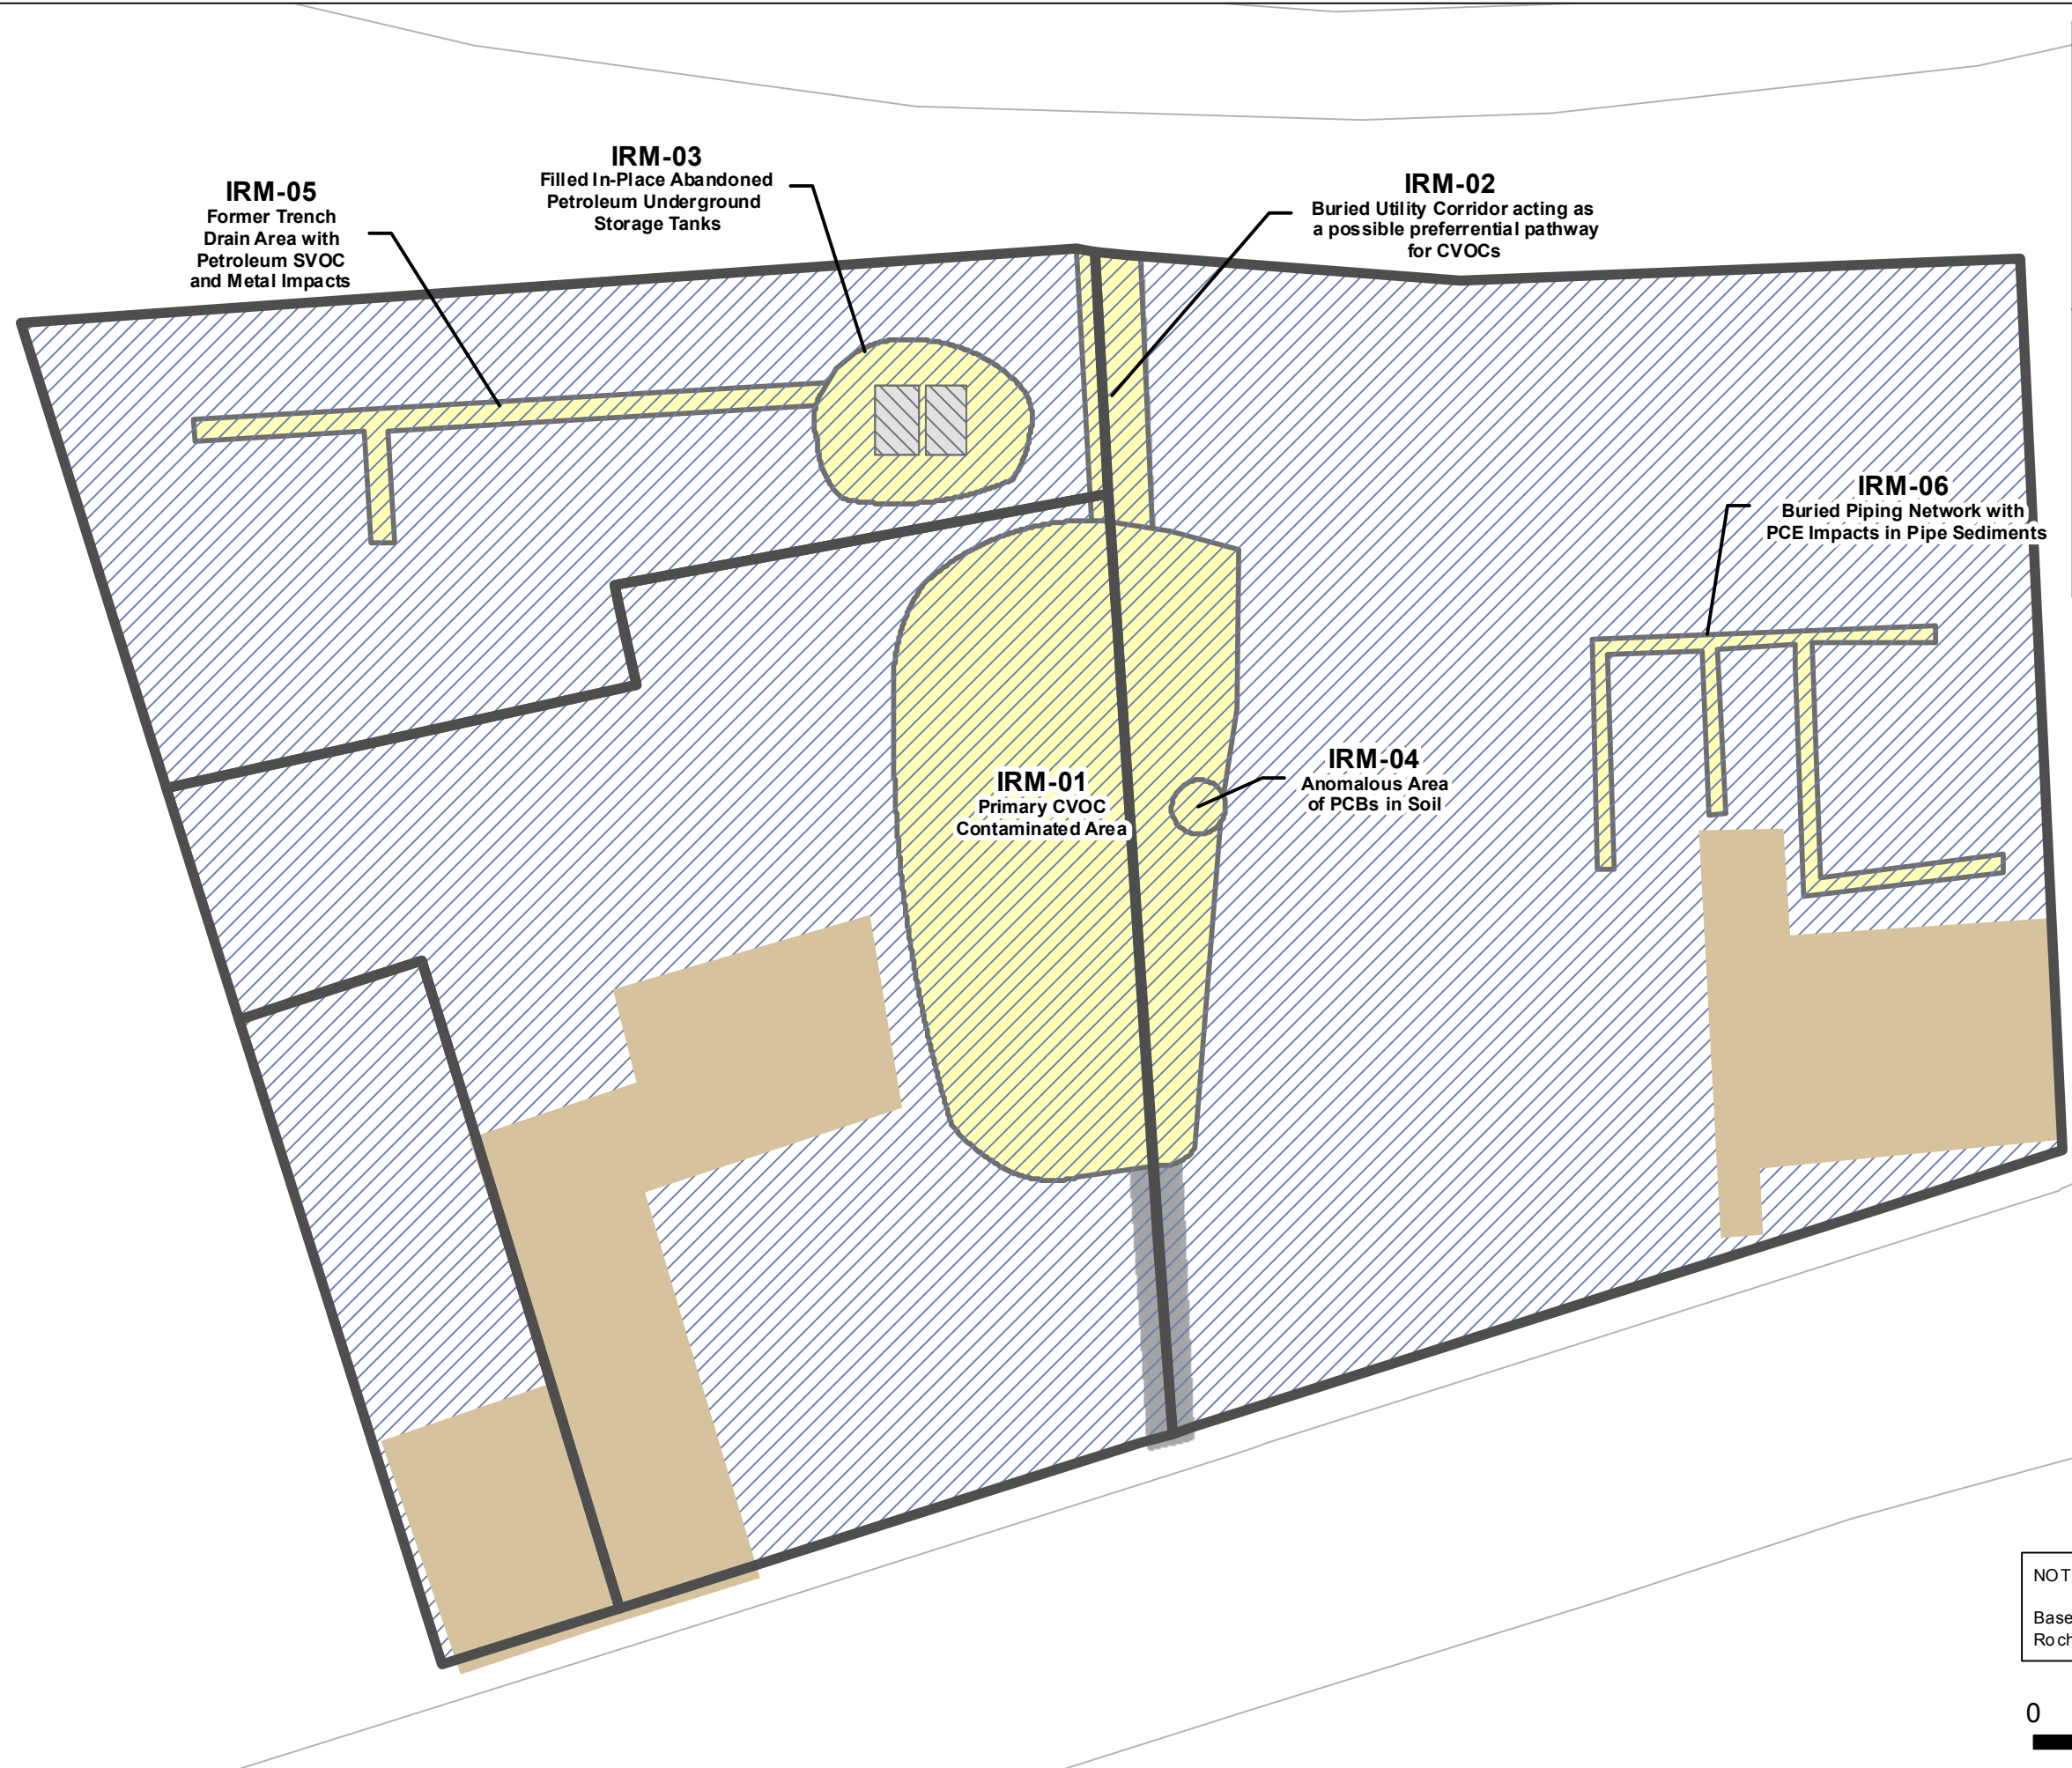 IRM-03
Filled In-Place Abandoned
Petroleum Underground
Storage Tanks
IRM-05
Former Trench
Drain Area with
Petroleum SVOC
and Metal Impacts
IRM-02
Buried Utility Corridor acting as
a possible preferrential pathway
for CVOCs
IRM-06
Buried Piping Network with
PCE Impacts in Pipe Sediments
IRM-04
Anomalous Area
of PCBs in Soil
IRM-01
Primary CVOC
Contaminated Area
NOT
Base
Roch
0